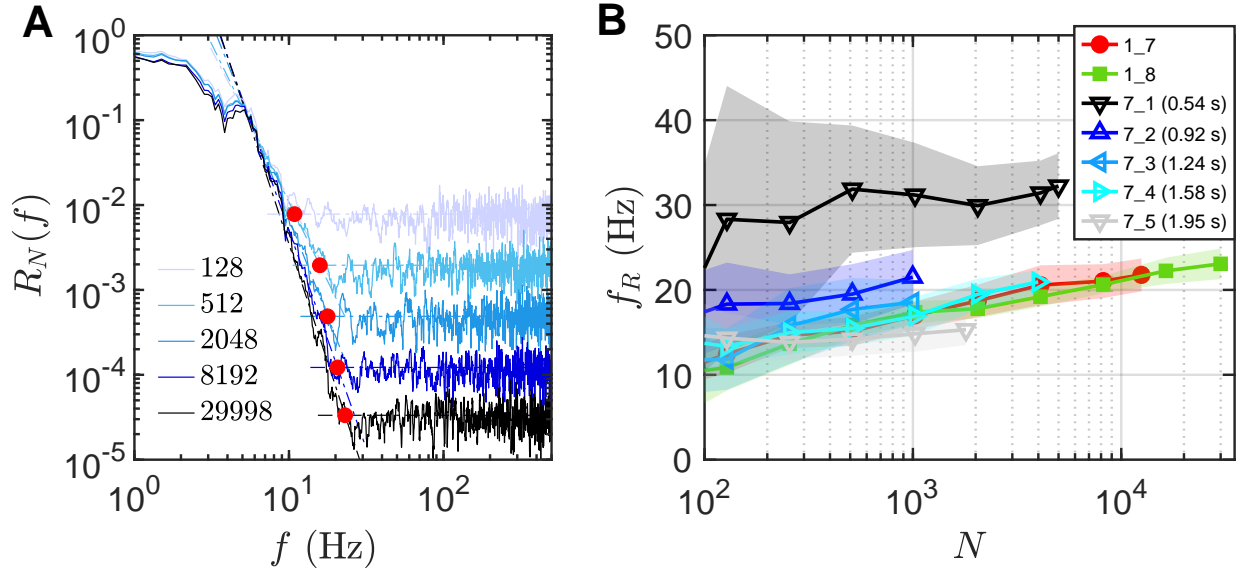 A
10^0
10^-1
10^-2
10^-3
10^-4
10^-5
R_N(f)
128
512
2048
8192
29998
10^0
10^1
10^2
f (Hz)
B
50
40
30
20
10
0
f_R (Hz)
1_7
1_8
7_1 (0.54 s)
7_2 (0.92 s)
7_3 (1.24 s)
7_4 (1.58 s)
7_5 (1.95 s)
10^2
10^3
10^4
N